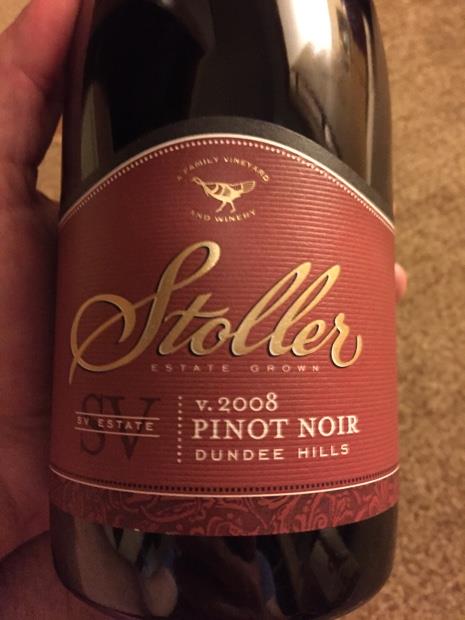 A FAMILY VINEYARD
AND WINERY
Stoller
ESTATE GROWN
SV
SV ESTATE
v. 2008
PINOT NOIR
DUNDEE HILLS